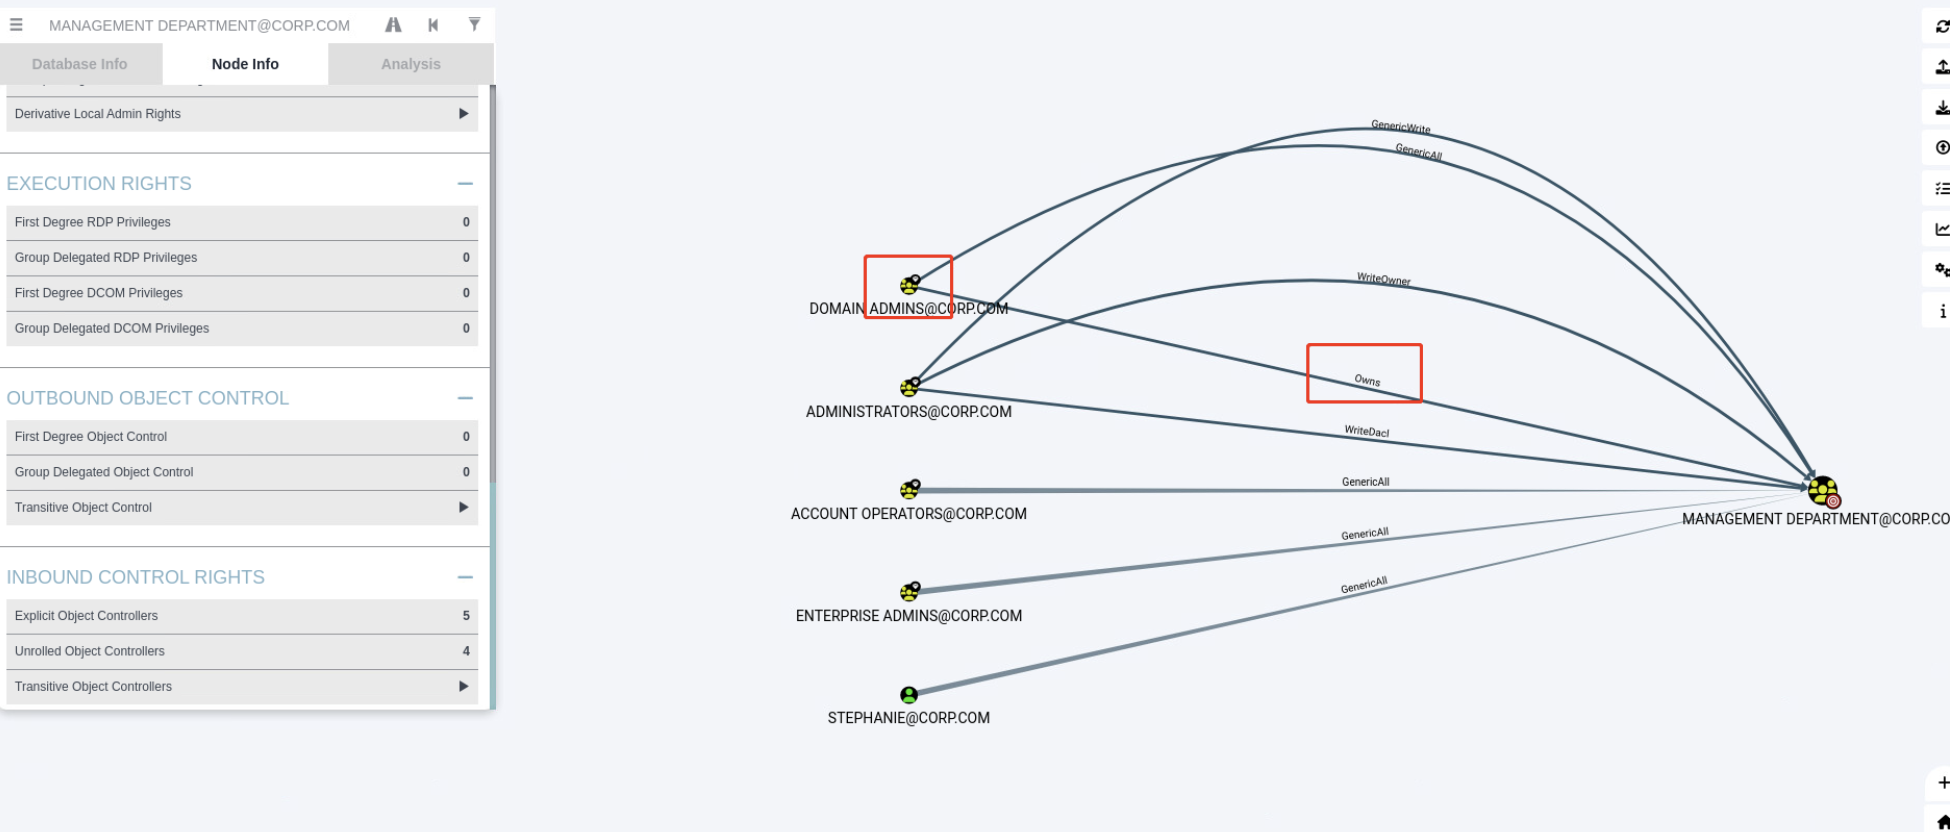 MANAGEMENT DEPARTMENT@CORP.COM
Database Info
Node Info
Analysis
Derivative Local Admin Rights
EXECUTION RIGHTS
First Degree RDP Privileges 0
Group Delegated RDP Privileges 0
First Degree DCOM Privileges 0
Group Delegated DCOM Privileges 0
OUTBOUND OBJECT CONTROL
First Degree Object Control 0
Group Delegated Object Control 0
Transitive Object Control
INBOUND CONTROL RIGHTS
Explicit Object Controllers 5
Unrolled Object Controllers 4
Transitive Object Controllers
GenericWrite
GenericAll
WriteOwner
DOMAIN ADMINS@CORP.COM
Owns
ADMINISTRATORS@CORP.COM
WriteDacl
GenericAll
ACCOUNT OPERATORS@CORP.COM
MANAGEMENT DEPARTMENT@CORP.CO
GenericAll
GenericAll
ENTERPRISE ADMINS@CORP.COM
STEPHANIE@CORP.COM